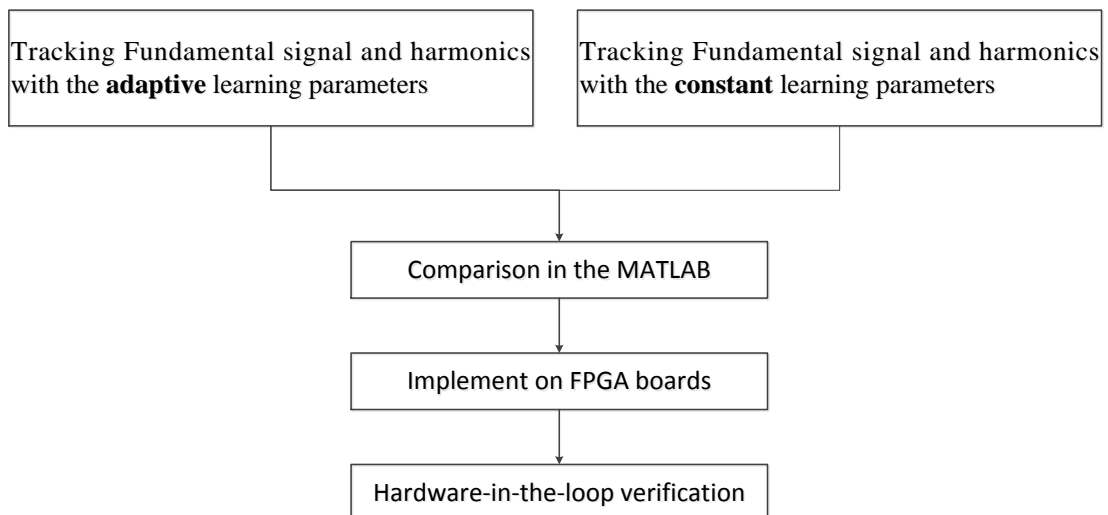 Tracking Fundamental signal and harmonics
with the adaptive learning parameters
Tracking Fundamental signal and harmonics
with the constant learning parameters
Comparison in the MATLAB
Implement on FPGA boards
Hardware-in-the-loop verification